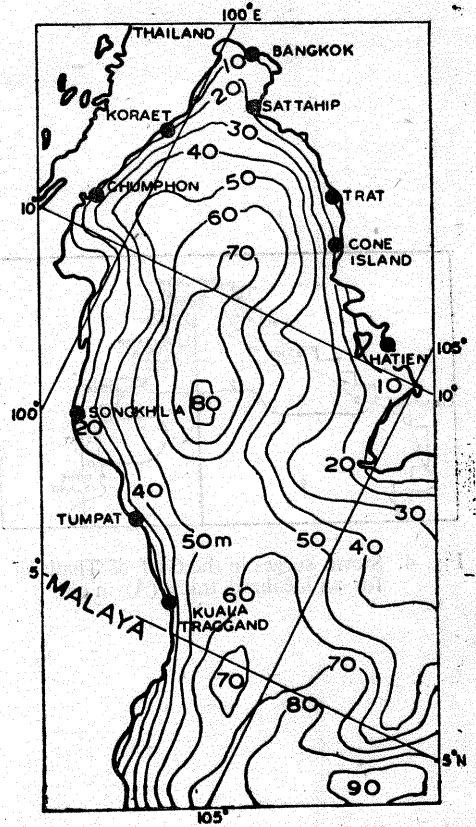 100°E
THAILAND
BANGKOK
10
20
SATTAHIP
KORAET
30
40
CHUMPHON
50
TRAT
10°
60
CONE
ISLAND
70
HATIEN
105°
10
10°
80
100°
SONGKHILA
20
20
40
30
TUMPAT
50m
50
40
5°
MALAYA
60
KUALA
TRAGGAND
70
70
80
5°N
90
105°